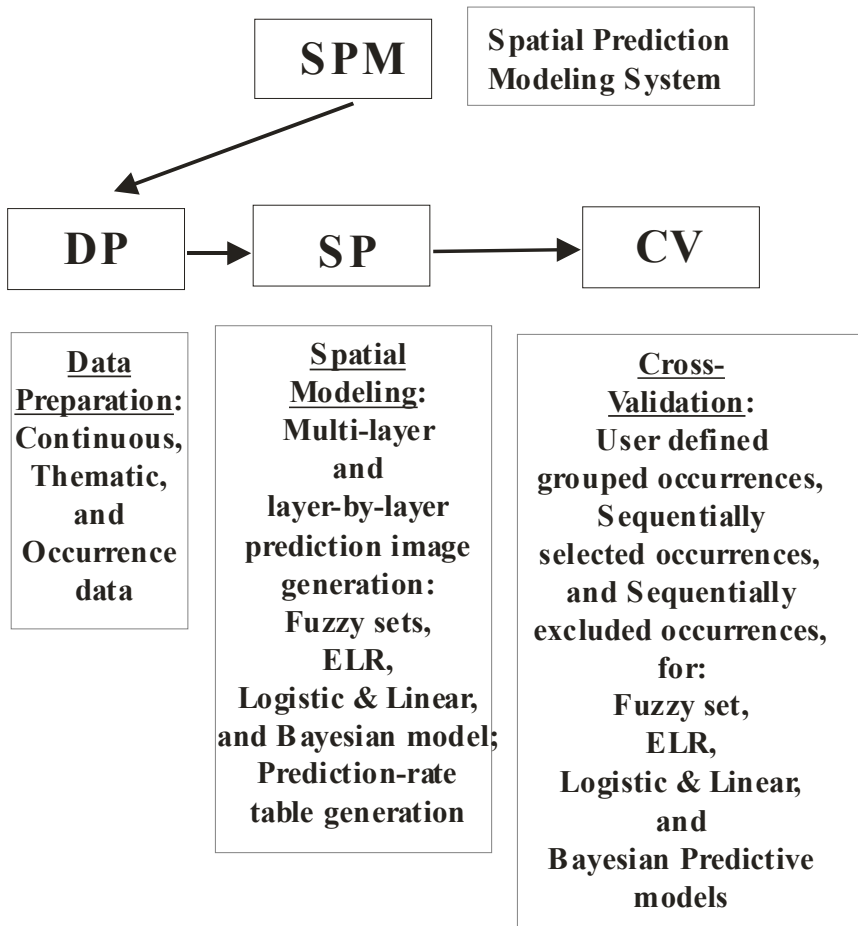 SPM
Spatial Prediction
Modeling System
DP
SP
CV
Data
Preparation:
Continuous,
Thematic,
and
Occurrence
data
Spatial
Modeling:
Multi-layer
and
layer-by-layer
prediction image
generation:
Fuzzy sets,
ELR,
Logistic & Linear,
and Bayesian model;
Prediction-rate
table generation
Cross-
Validation:
User defined
grouped occurrences,
Sequentially
selected occurrences,
and Sequentially
excluded occurrences,
for:
Fuzzy set,
ELR,
Logistic & Linear,
and
Bayesian Predictive
models